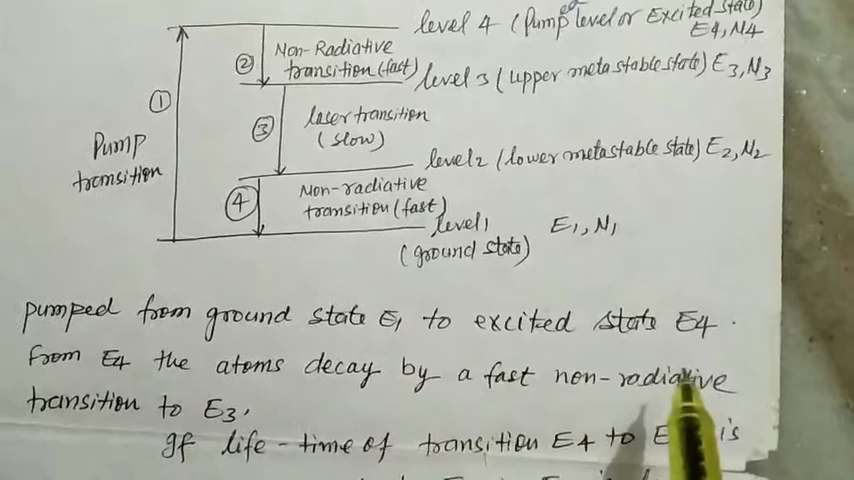 level 4 (Pump level or Excited state)
E4, N4
② Non-Radiative
transition (fast)
level 3 (upper metastable state) E3, N3
①
③ laser transition
(slow)
Pump
transition
level2 (lower metastable state) E2, N2
④ Non-radiative
transition (fast)
level1 E1, N1
(ground state)
pumped from ground state E1 to excited state E4.
From E4 the atoms decay by a fast non-radiative
transition to E3.
If life-time of transition E4 to E is